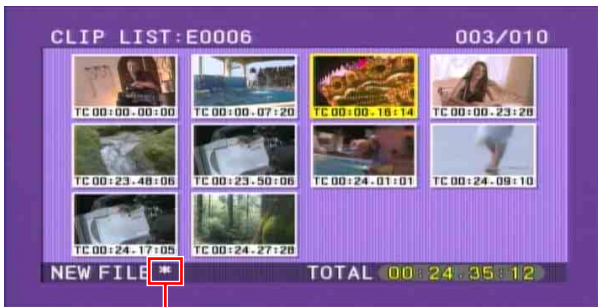 CLIP LIST:E0006 003/010
TC 00:00.00:00 TC 00:00.07:20 TC 00:00.16:14 TC 00:00.23:28
TC 00:23.48:06 TC 00:23.50:06 TC 00:24.01:01 TC 00:24.09:10
TC 00:24.17:05 TC 00:24.27:28
NEW FILE * TOTAL 00:24:35:12